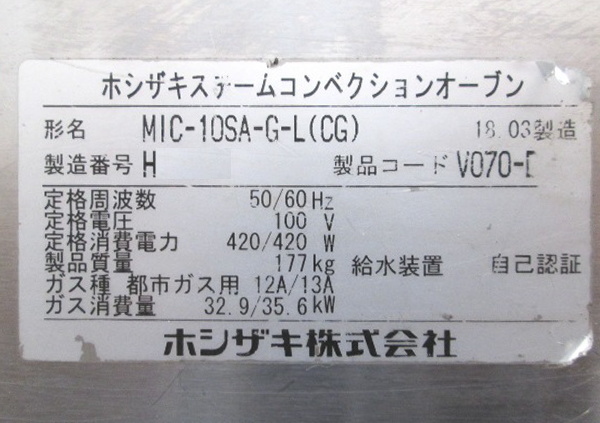 ホシザキスチームコンベクションオーブン
形名 MIC-10SA-G-L(CG) 18.03製造
製造番号 H 製品コード V070-
定格周波数 50/60 Hz
定格電圧 100 V
定格消費電力 420/420 W
製品質量 177kg 給水装置 自己認証
ガス種 都市ガス用 12A/13A
ガス消費量 32.9/35.6kW
ホシザキ株式会社